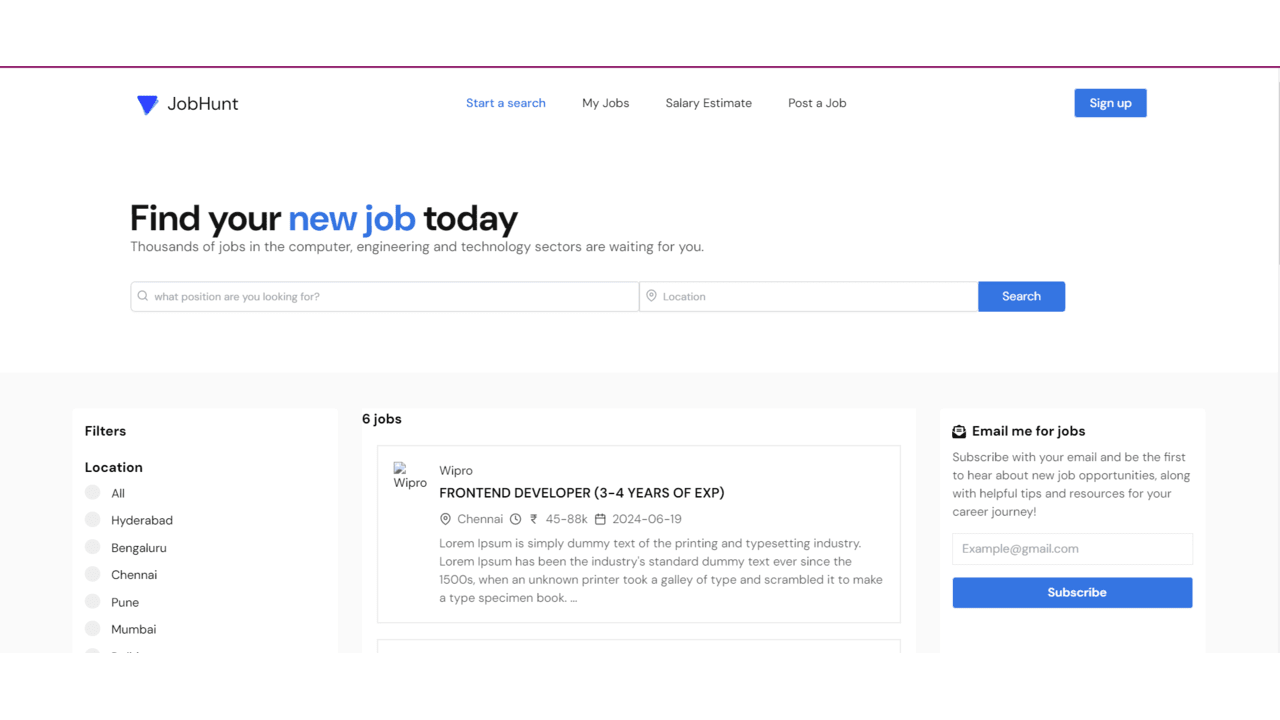 JobHunt
Start a search
My Jobs
Salary Estimate
Post a Job
Sign up
Find your new job today
Thousands of jobs in the computer, engineering and technology sectors are waiting for you.
what position are you looking for?
Location
Search
Filters
Location
All
Hyderabad
Bengaluru
Chennai
Pune
Mumbai
6 jobs
Wipro
Wipro
FRONTEND DEVELOPER (3-4 YEARS OF EXP)
Chennai ₹ 45-88k 2024-06-19
Lorem Ipsum is simply dummy text of the printing and typesetting industry.
Lorem Ipsum has been the industry's standard dummy text ever since the
1500s, when an unknown printer took a galley of type and scrambled it to make
a type specimen book. ...
Email me for jobs
Subscribe with your email and be the first
to hear about new job opportunities, along
with helpful tips and resources for your
career journey!
Example@gmail.com
Subscribe